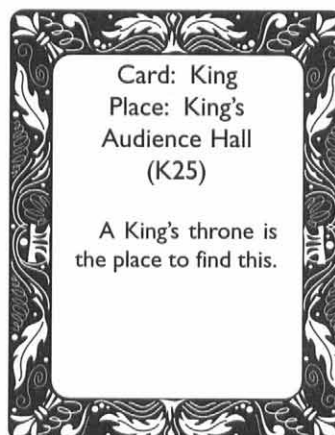 Card: King
Place: King's
Audience Hall
(K25)
A King's throne is
the place to find this.